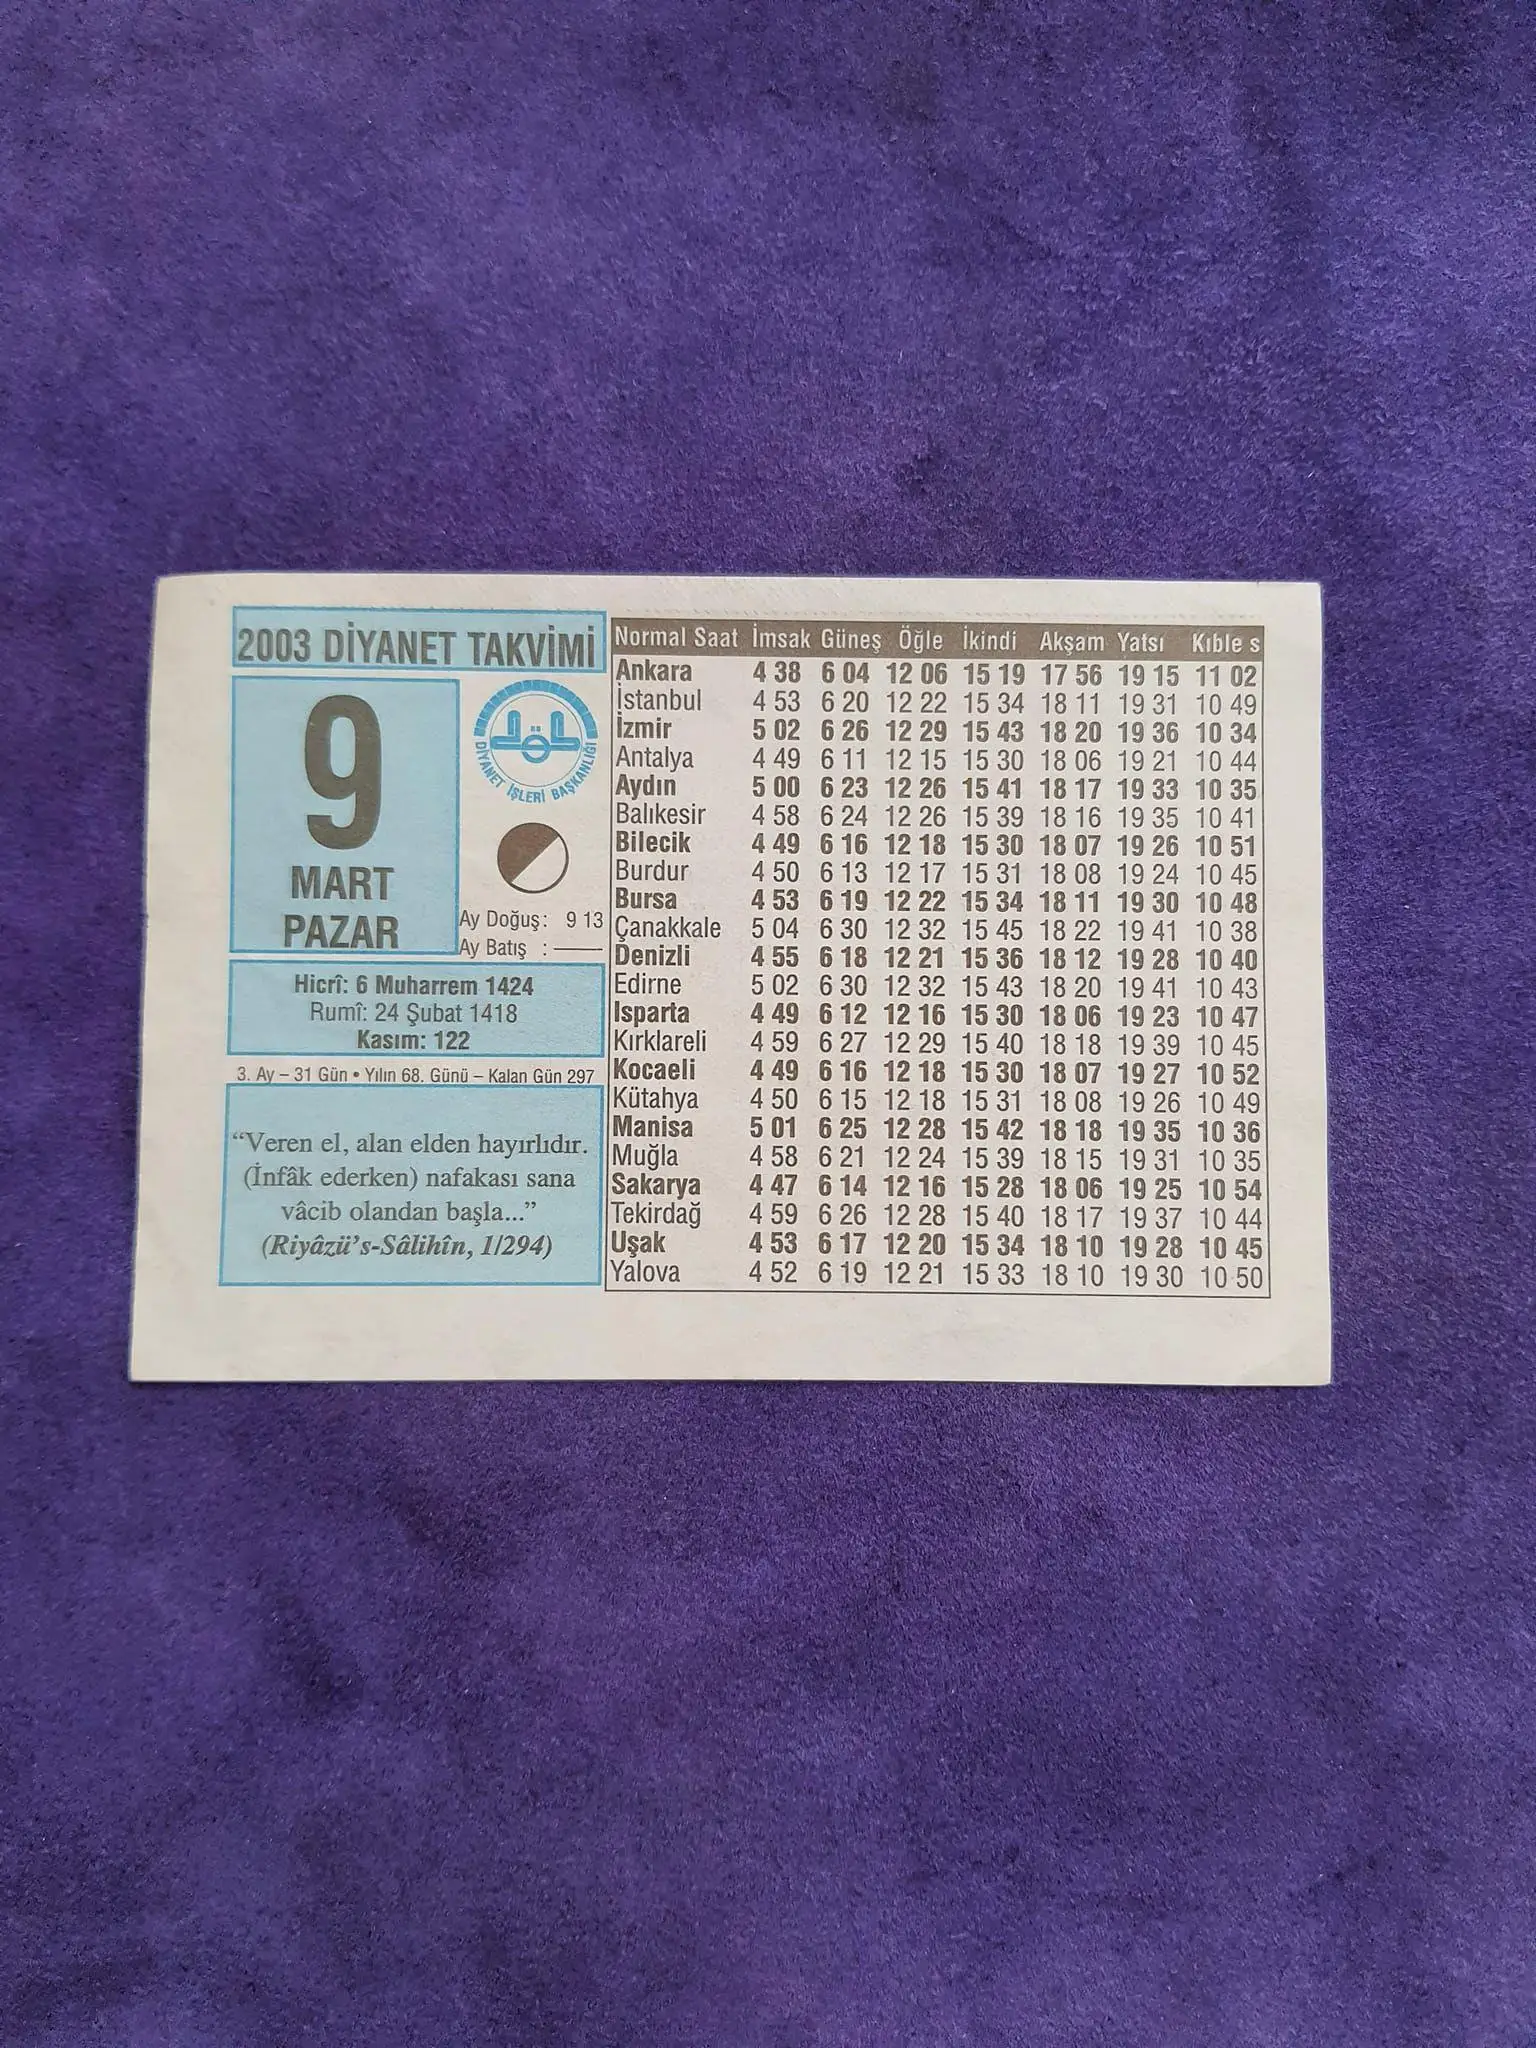 2003 DİYANET TAKVİMİ
9
MART
PAZAR
DİYANET İŞLERİ BAŞKANLIĞI
Ay Doğuş: 9 13
Ay Batış : ——
Hicrî: 6 Muharrem 1424
Rumî: 24 Şubat 1418
Kasım: 122
3. Ay – 31 Gün • Yılın 68. Günü – Kalan Gün 297
“Veren el, alan elden hayırlıdır.
(İnfâk ederken) nafakası sana
vâcib olandan başla...”
(Riyâzü’s-Sâlihîn, 1/294)
Normal Saat İmsak Güneş Öğle İkindi Akşam Yatsı Kıble s
Ankara 4 38 6 04 12 06 15 19 17 56 19 15 11 02
İstanbul 4 53 6 20 12 22 15 34 18 11 19 31 10 49
İzmir 5 02 6 26 12 29 15 43 18 20 19 36 10 34
Antalya 4 49 6 11 12 15 15 30 18 06 19 21 10 44
Aydın 5 00 6 23 12 26 15 41 18 17 19 33 10 35
Balıkesir 4 58 6 24 12 26 15 39 18 16 19 35 10 41
Bilecik 4 49 6 16 12 18 15 30 18 07 19 26 10 51
Burdur 4 50 6 13 12 17 15 31 18 08 19 24 10 45
Bursa 4 53 6 19 12 22 15 34 18 11 19 30 10 48
Çanakkale 5 04 6 30 12 32 15 45 18 22 19 41 10 38
Denizli 4 55 6 18 12 21 15 36 18 12 19 28 10 40
Edirne 5 02 6 30 12 32 15 43 18 20 19 41 10 43
Isparta 4 49 6 12 12 16 15 30 18 06 19 23 10 47
Kırklareli 4 59 6 27 12 29 15 40 18 18 19 39 10 45
Kocaeli 4 49 6 16 12 18 15 30 18 07 19 27 10 52
Kütahya 4 50 6 15 12 18 15 31 18 08 19 26 10 49
Manisa 5 01 6 25 12 28 15 42 18 18 19 35 10 36
Muğla 4 58 6 21 12 24 15 39 18 15 19 31 10 35
Sakarya 4 47 6 14 12 16 15 28 18 06 19 25 10 54
Tekirdağ 4 59 6 26 12 28 15 40 18 17 19 37 10 44
Uşak 4 53 6 17 12 20 15 34 18 10 19 28 10 45
Yalova 4 52 6 19 12 21 15 33 18 10 19 30 10 50